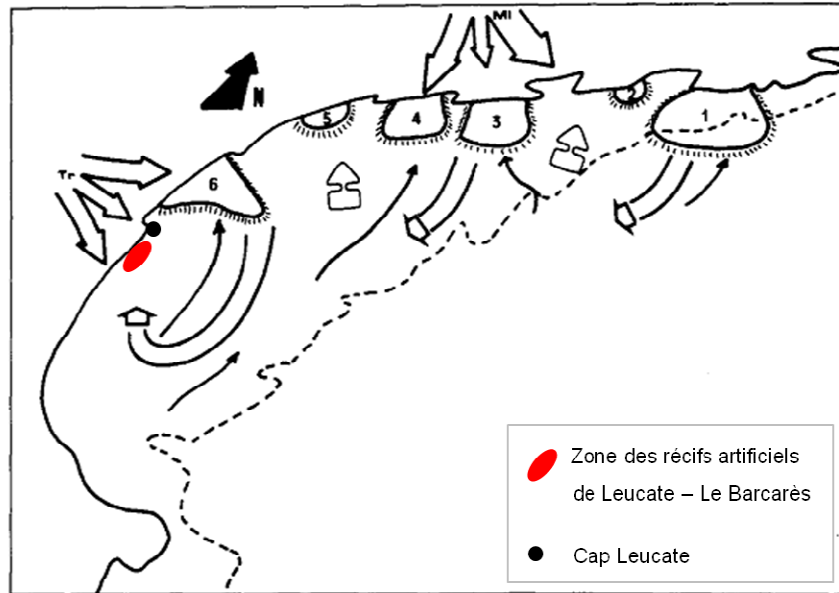 MI
N
2
5
4
3
1
Tr
6
Zone des récifs artificiels
de Leucate – Le Barcarès
Cap Leucate